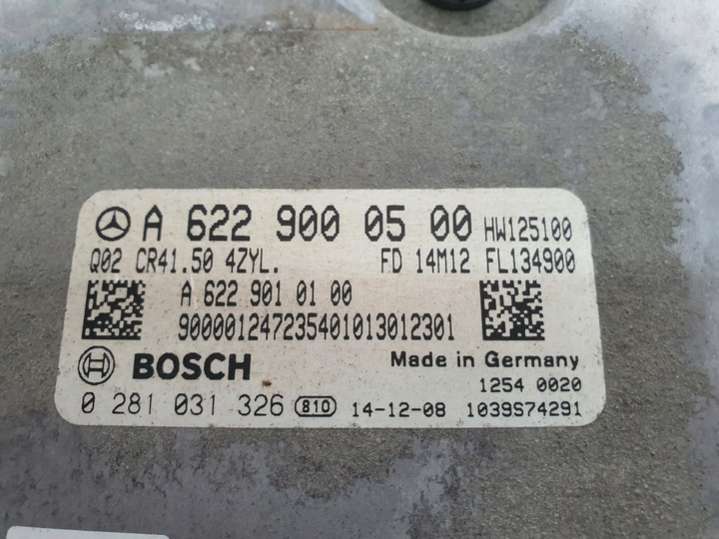 A 622 900 05 00 HW125100
Q02 CR41.50 4ZYL. FD 14M12 FL134900
A 622 901 01 00
900001247235401013012301
BOSCH Made in Germany
1254 0020
0 281 031 326 810 14-12-08 1039S74291